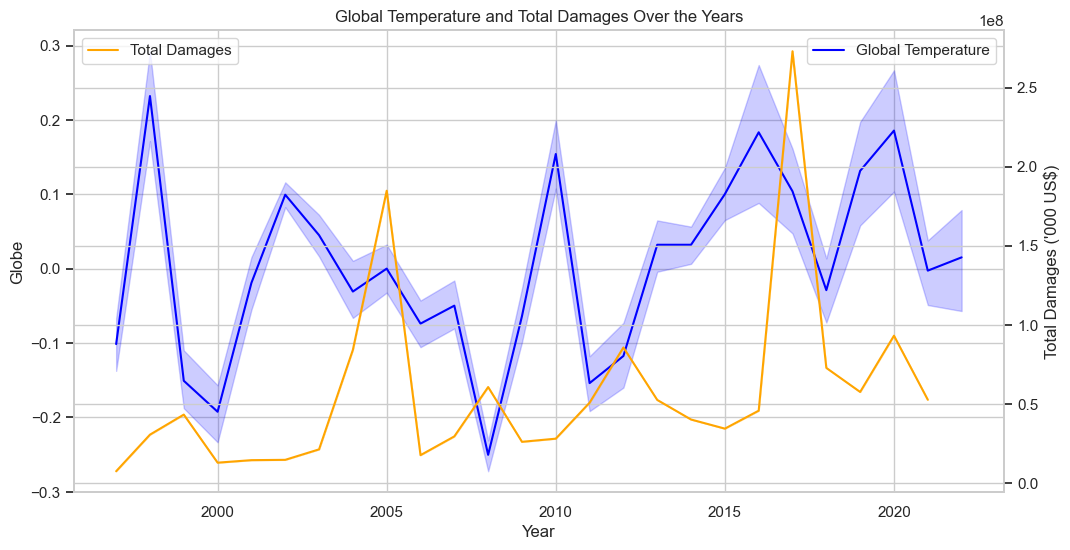 Global Temperature and Total Damages Over the Years
1e8
Total Damages
Global Temperature
0.3
0.2
0.1
0.0
−0.1
−0.2
−0.3
Globe
2.5
2.0
1.5
1.0
0.5
0.0
Total Damages ('000 US$)
2000
2005
2010
2015
2020
Year